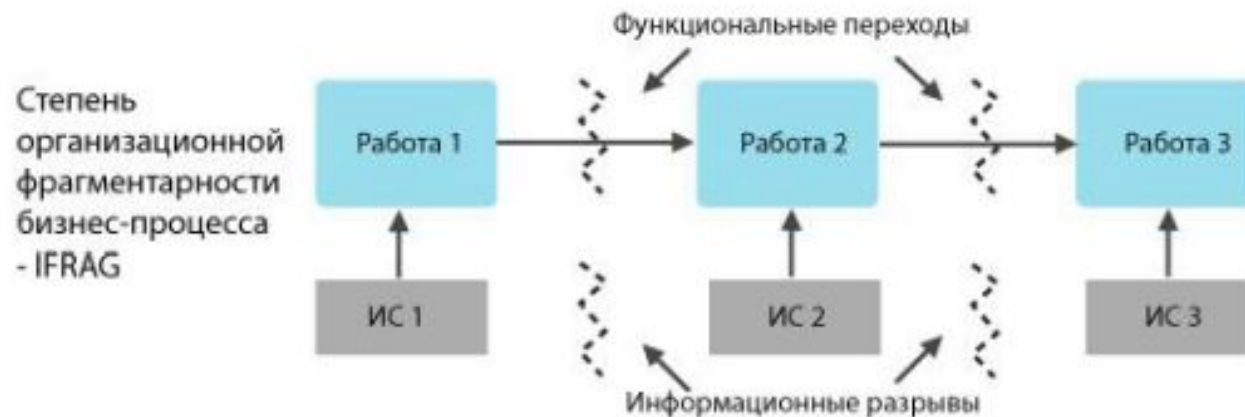 Функциональные переходы
Степень
организационной
фрагментарности
бизнес-процесса
- IFRAG
Работа 1
Работа 2
Работа 3
ИС 1
ИС 2
ИС 3
Информационные разрывы